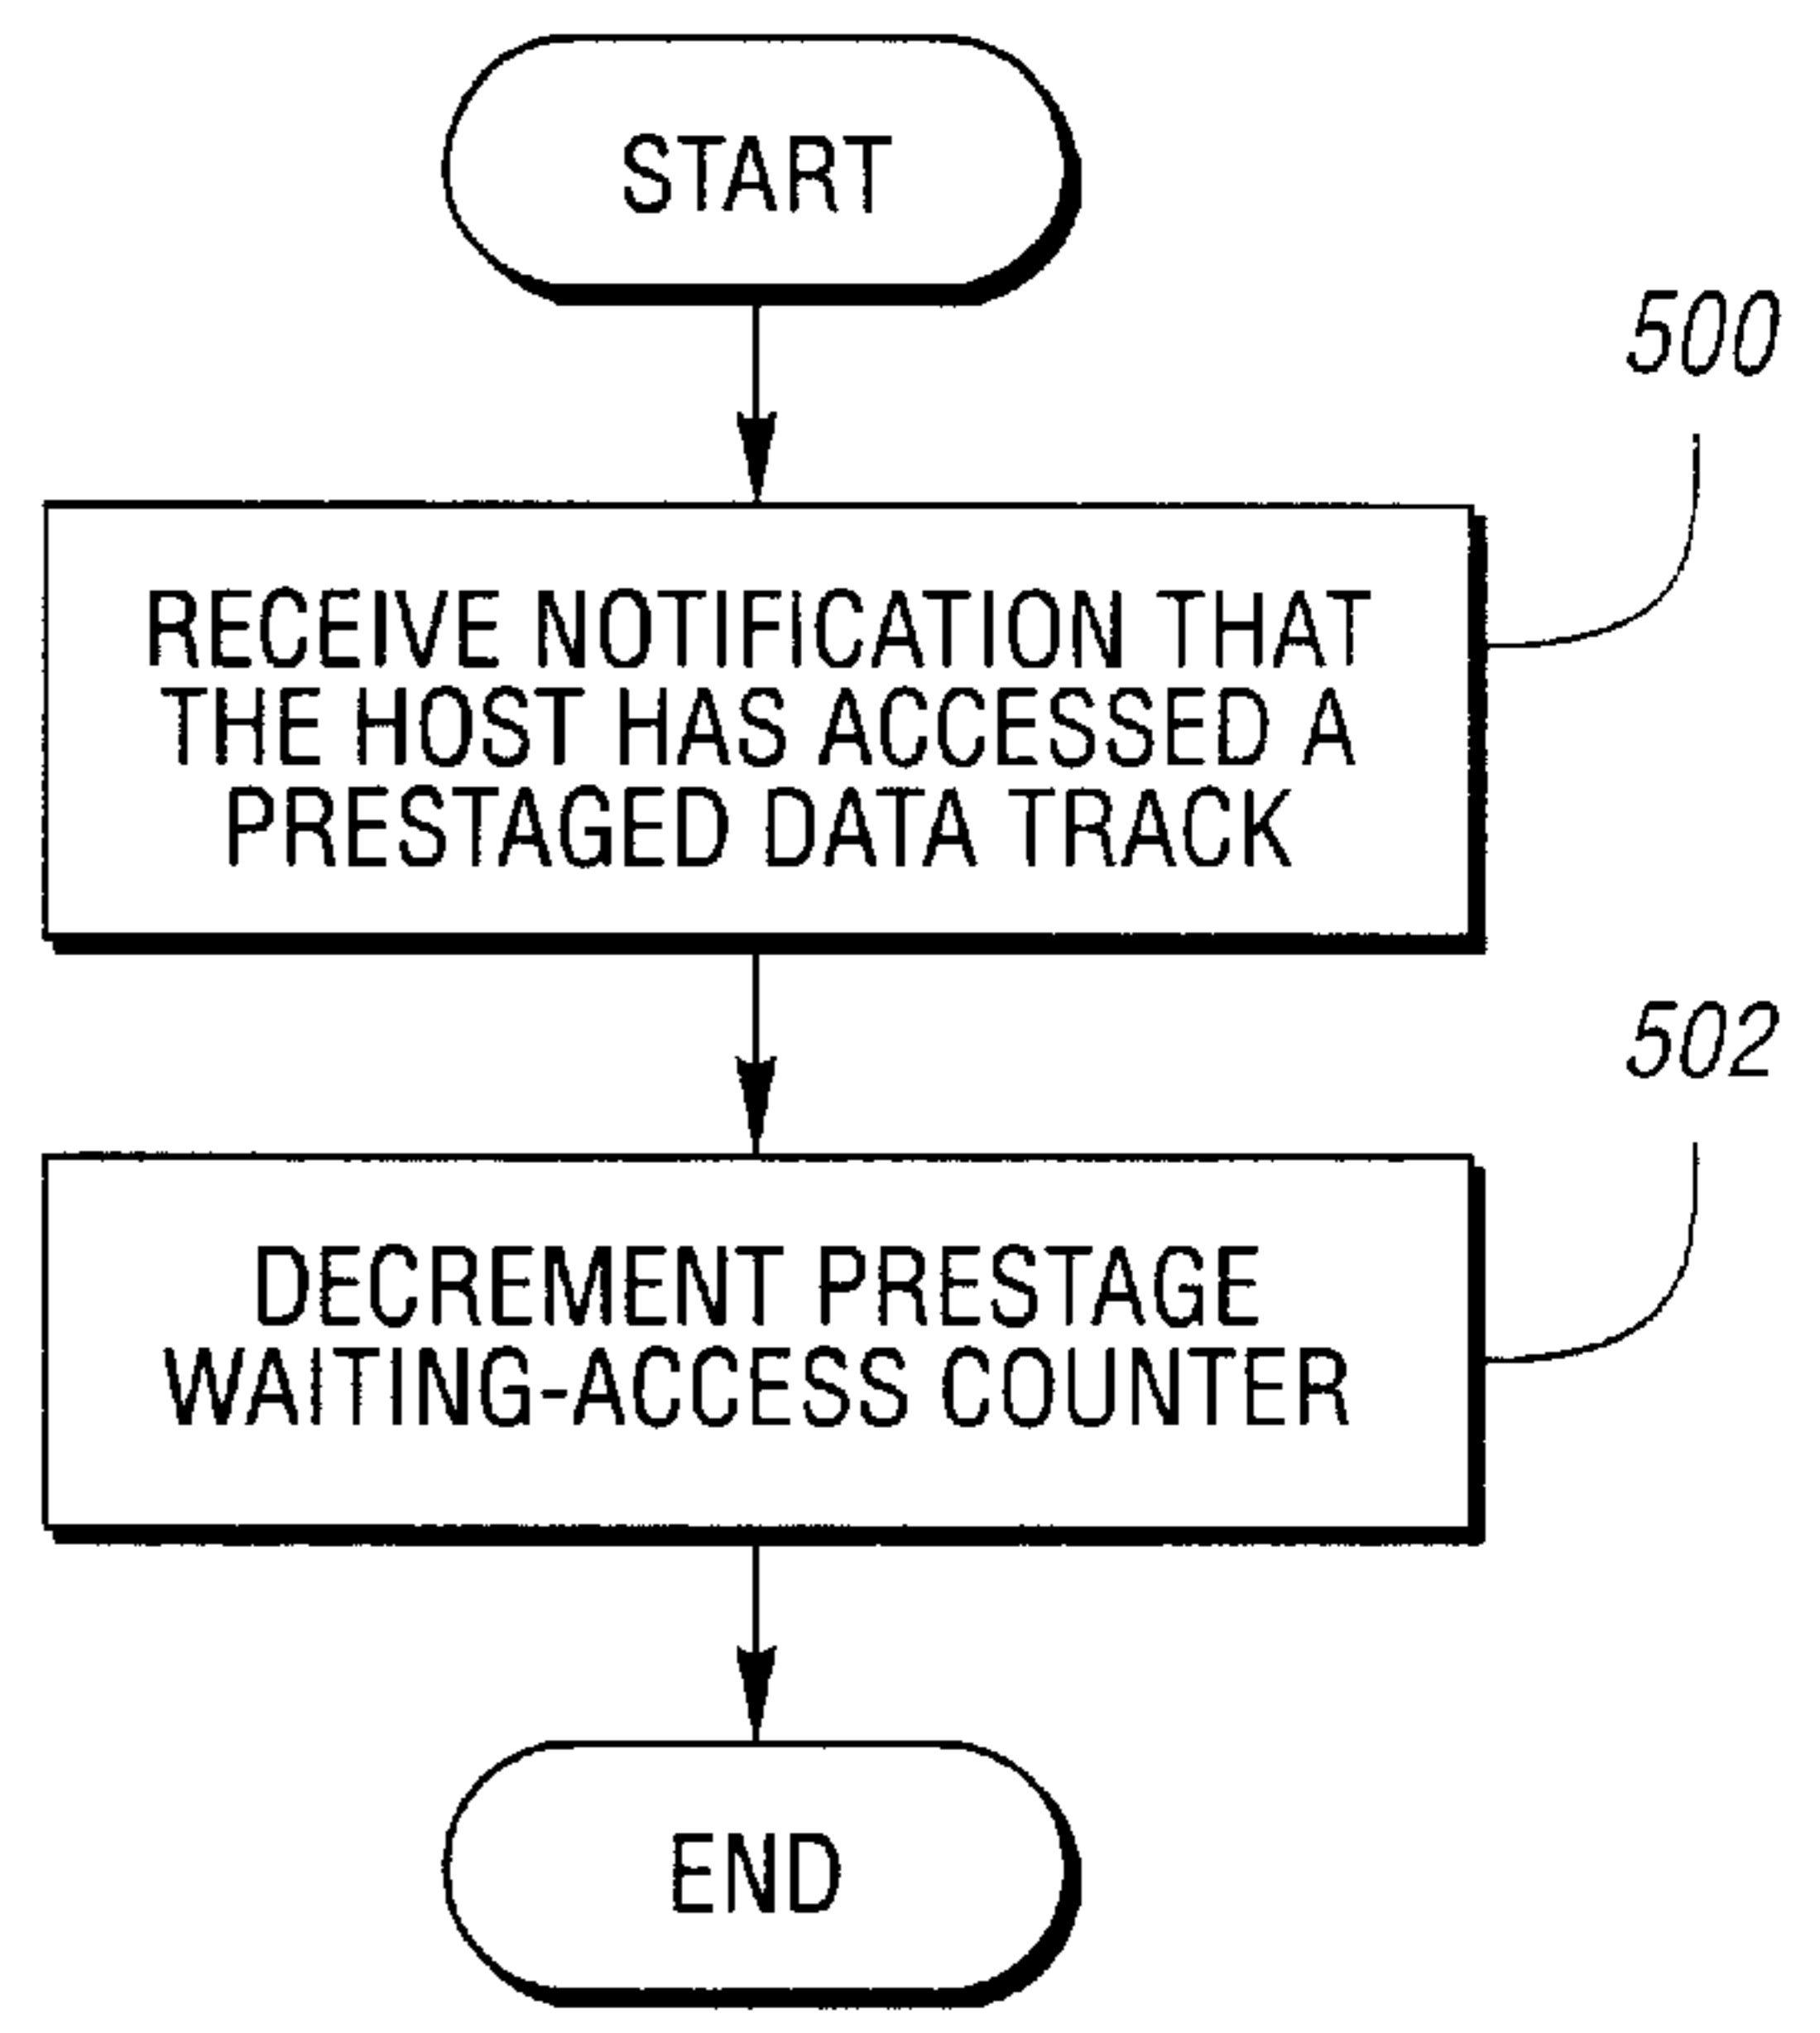 START
500
RECEIVE NOTIFICATION THAT
THE HOST HAS ACCESSED A
PRESTAGED DATA TRACK
502
DECREMENT PRESTAGE
WAITING-ACCESS COUNTER
END